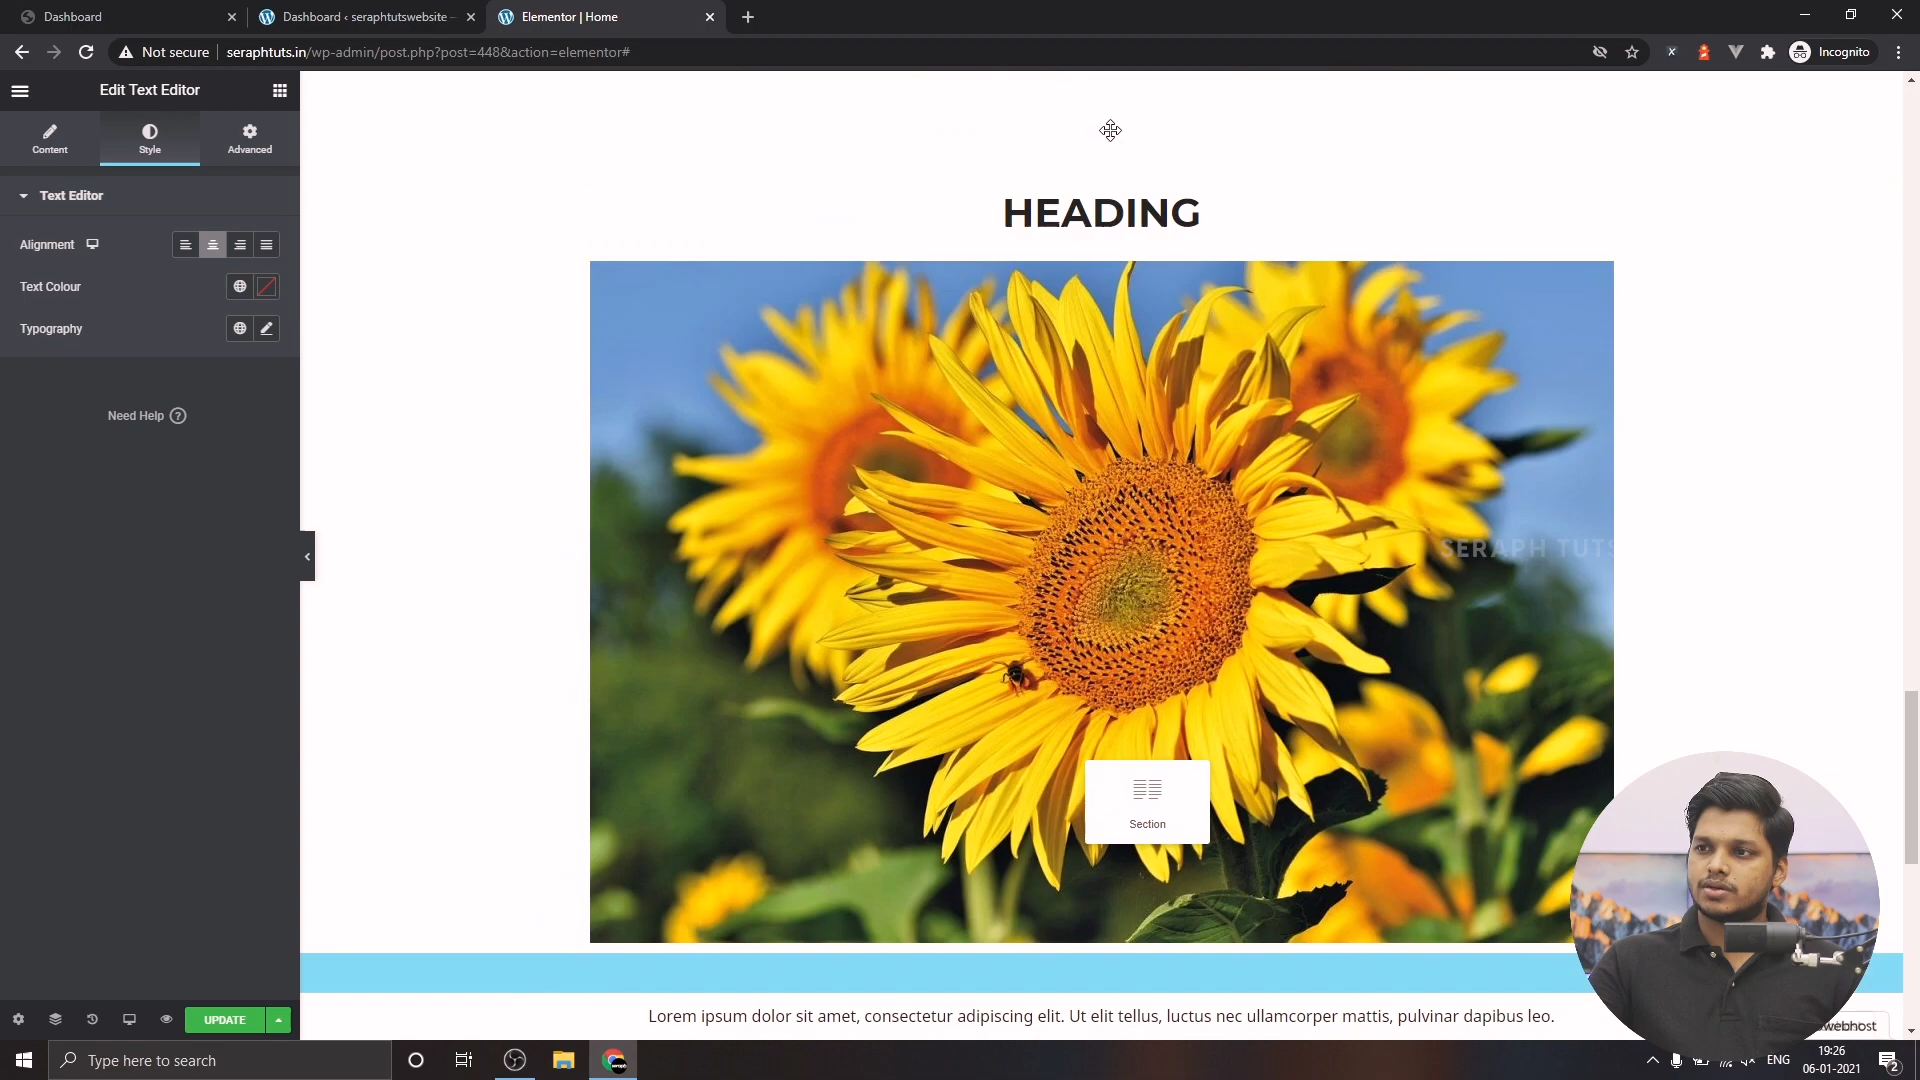 Dashboard
Dashboard ‹ seraphtutswebsite —
Elementor | Home
Not secure
seraphtuts.in/wp-admin/post.php?post=448&action=elementor#
Incognito
Edit Text Editor
Content
Style
Advanced
Text Editor
Alignment
Text Colour
Typography
Need Help ?
UPDATE
HEADING
SERAPH TUTS
Section
Lorem ipsum dolor sit amet, consectetur adipiscing elit. Ut elit tellus, luctus nec ullamcorper mattis, pulvinar dapibus leo.
webhost
Type here to search
ENG
19:26
06-01-2021
2